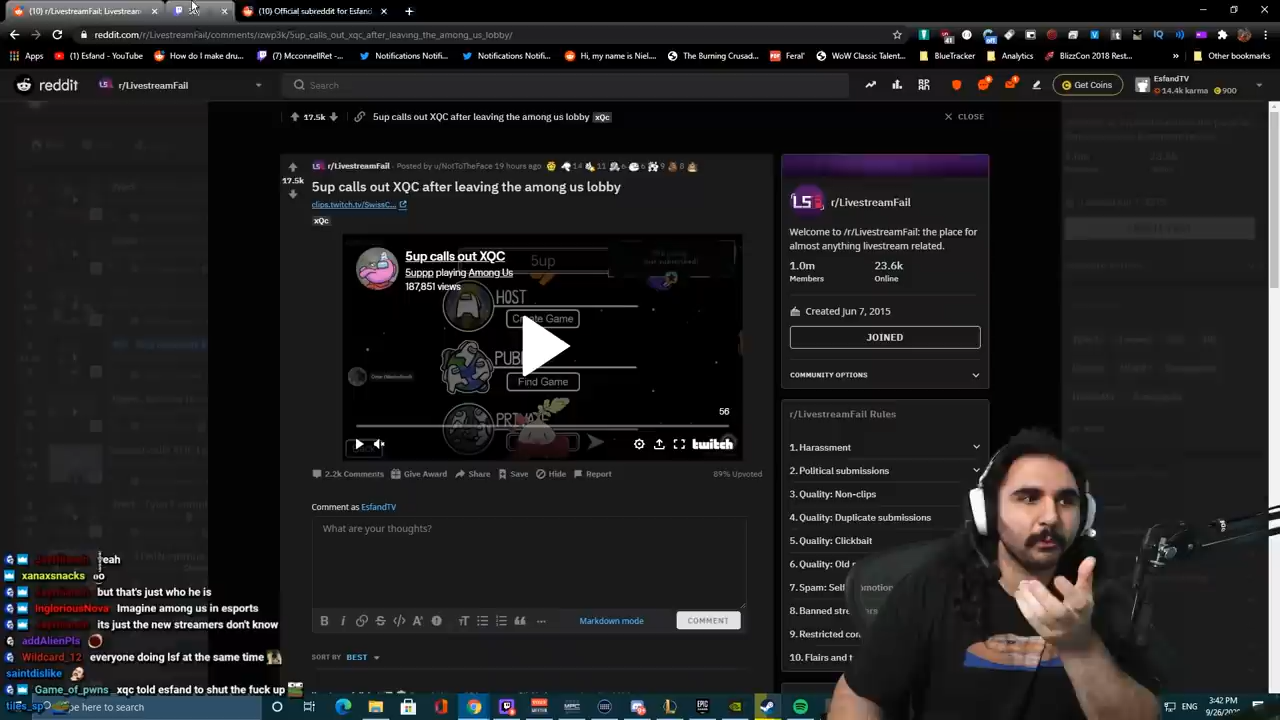 (10) r/LivestreamFail: Livestream
(10) Official subreddit for Esfand
reddit.com/r/LivestreamFail/comments/izwp3k/5up_calls_out_xqc_after_leaving_the_among_us_lobby/
Apps
(1) Esfand - YouTube
How do I make dru...
(7) McconnellRet -...
Notifications Notifi...
Notifications Notifi...
Hi, my name is Niel...
The Burning Crusad...
Feral'
WoW Classic Talent...
BlueTracker
Analytics
BlizzCon 2018 Rest...
»
Other bookmarks
reddit
r/LivestreamFail
Search
Get Coins
EsfandTV
14.4k karma 900
17.5k
5up calls out XQC after leaving the among us lobby xQc
CLOSE
r/LivestreamFail · Posted by u/NotToTheFace 19 hours ago
17.5k
5up calls out XQC after leaving the among us lobby
clips.twitch.tv/SwissC...
xQc
5up calls out XQC
5uppp playing Among Us
187,851 views
5up
HOST
Create Game
Find Game
56
twitch
2.2k Comments
Give Award
Share
Save
Hide
Report
89% Upvoted
Comment as EsfandTV
What are your thoughts?
Markdown mode
COMMENT
SORT BY BEST
r/LivestreamFail
Welcome to /r/LivestreamFail: the place for
almost anything livestream related.
1.0m
23.6k
Members
Online
Created Jun 7, 2015
JOINED
COMMUNITY OPTIONS
r/LivestreamFail Rules
1. Harassment
2. Political submissions
3. Quality: Non-clips
4. Quality: Duplicate submissions
5. Quality: Clickbait
6. Quality: Old
7. Spam: Self
8. Banned
9. Restricted
10. Flairs and
yeah
xanaxsnacks
but that's just who he is
IngloriousNova Imagine among us in esports
its just the new streamers don't know
addAlienPls
Wildcard_12 everyone doing lsf at the same time
saintdislike
Game_of_pwns xqc told esfand to shut the fuck up
here to search
ENG
3:42 PM